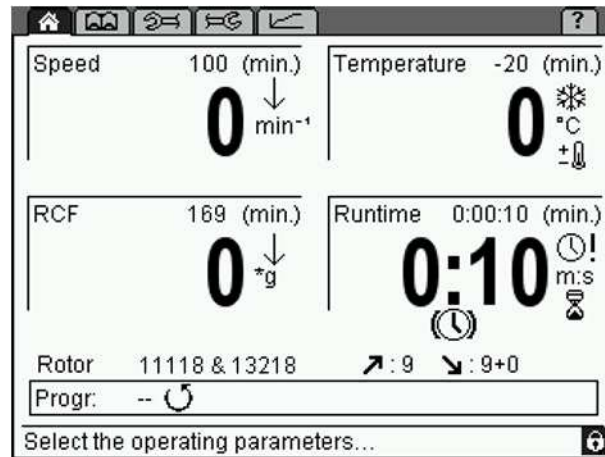 ?
Speed 100 (min.)
0 min⁻¹
Temperature -20 (min.)
0 °C
RCF 169 (min.)
0 *g
Runtime 0:00:10 (min.)
0:10 m:s
Rotor 11118 & 13218 : 9 : 9+0
Progr: --
Select the operating parameters...